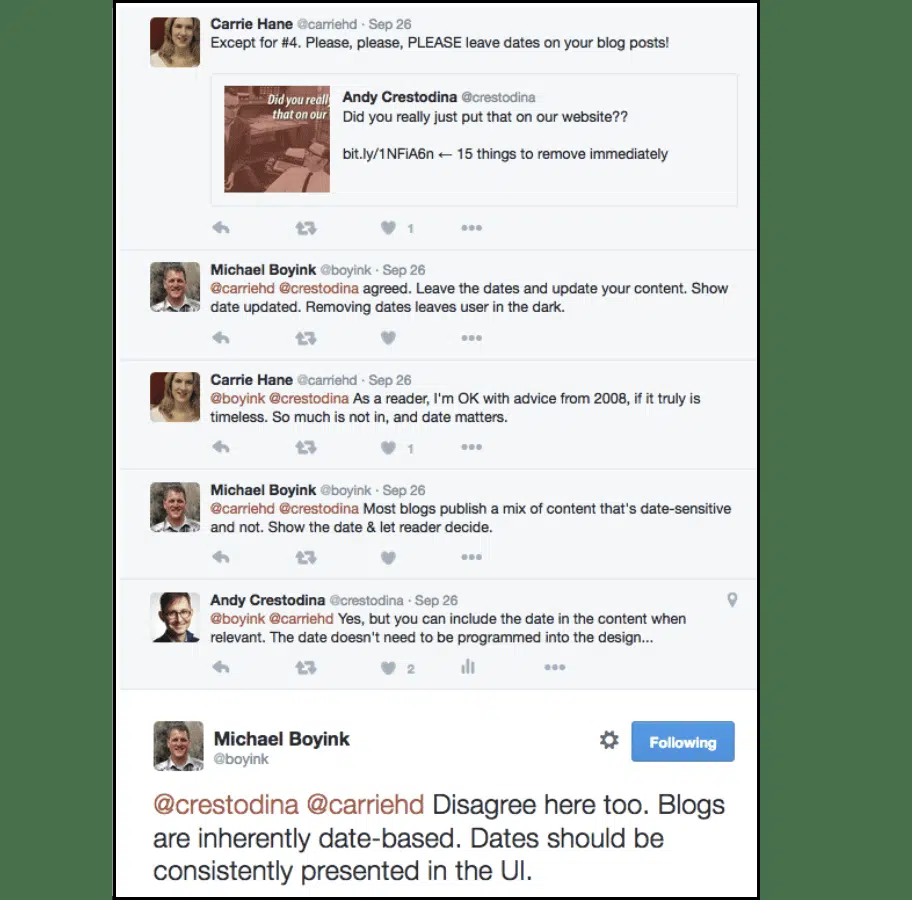 Carrie Hane @carriehd · Sep 26
Except for #4. Please, please, PLEASE leave dates on your blog posts!
Did you reall
that on our
Andy Crestodina @crestodina
Did you really just put that on our website??
bit.ly/1NFiA6n ← 15 things to remove immediately
1
Michael Boyink @boyink · Sep 26
@carriehd @crestodina agreed. Leave the dates and update your content. Show
date updated. Removing dates leaves user in the dark.
Carrie Hane @carriehd · Sep 26
@boyink @crestodina As a reader, I'm OK with advice from 2008, if it truly is
timeless. So much is not in, and date matters.
1
Michael Boyink @boyink · Sep 26
@carriehd @crestodina Most blogs publish a mix of content that's date-sensitive
and not. Show the date & let reader decide.
Andy Crestodina @crestodina · Sep 26
@boyink @carriehd Yes, but you can include the date in the content when
relevant. The date doesn't need to be programmed into the design...
2
Michael Boyink
@boyink
Following
@crestodina @carriehd Disagree here too. Blogs
are inherently date-based. Dates should be
consistently presented in the UI.